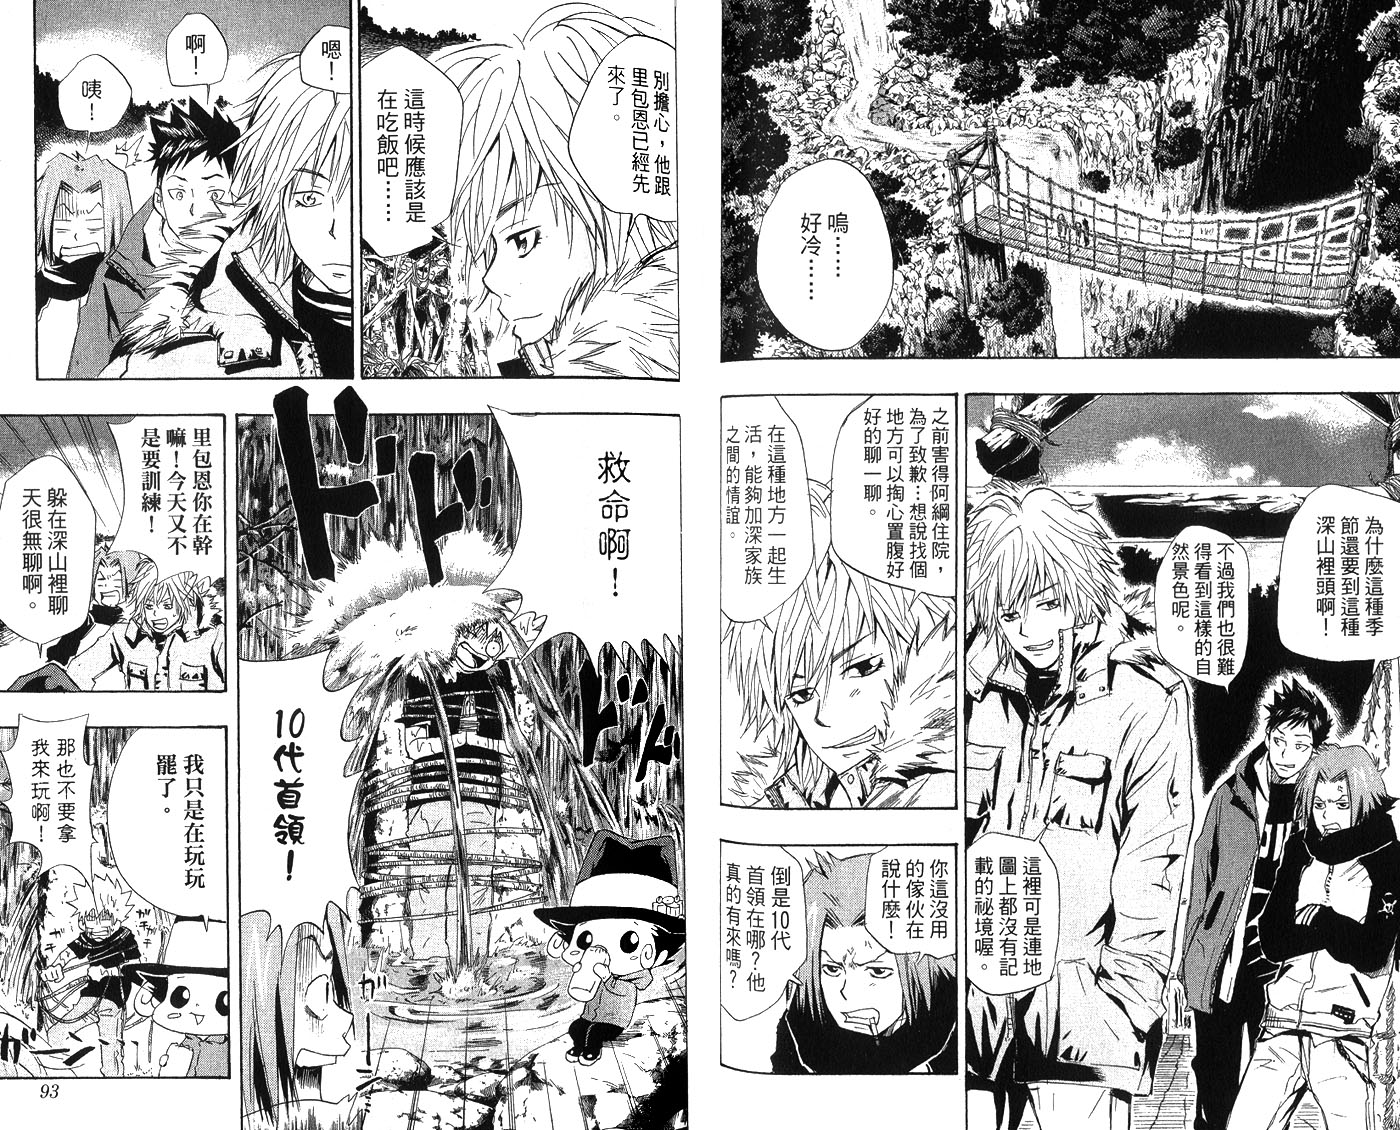 嗚……
好冷……
為什麼這種季
節還要到這種
深山裡頭啊！
不過我們也很難
得看到這樣的自
然景色呢。
這裡可是連地
圖上都沒有記
載的祕境喔。
之前害得阿綱住院，
為了致歉…想說找個
地方可以掏心置腹好
好的聊一聊。
在這種地方一起生
活，能夠加深家族
之間的情誼。
你這沒用
的傢伙在
說什麼！
倒是10代
首領在哪？他
真的有來嗎？
別擔心，他跟
里包恩已經先
來了。
這時候應該是
在吃飯吧……
嗯！
啊！
咦！
ドドドド
救命啊！
10代首領！
ガーン
里包恩你在幹
嘛！今天又不
是要訓練！
躲在深山裡聊
天很無聊啊。
我只是在玩玩
罷了。
那也不要拿
我來玩啊！
93